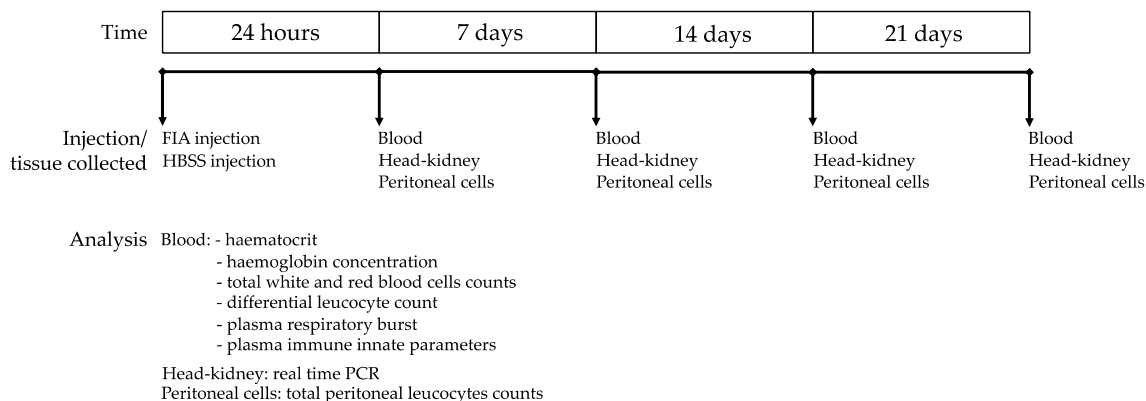 Time 24 hours 7 days 14 days 21 days
Injection/ FIA injection Blood Blood Blood Blood
tissue collected HBSS injection Head-kidney Head-kidney Head-kidney Head-kidney
Peritoneal cells Peritoneal cells Peritoneal cells Peritoneal cells
Analysis Blood: - haematocrit
- haemoglobin concentration
- total white and red blood cells counts
- differential leucocyte count
- plasma respiratory burst
- plasma immune innate parameters
Head-kidney: real time PCR
Peritoneal cells: total peritoneal leucocytes counts